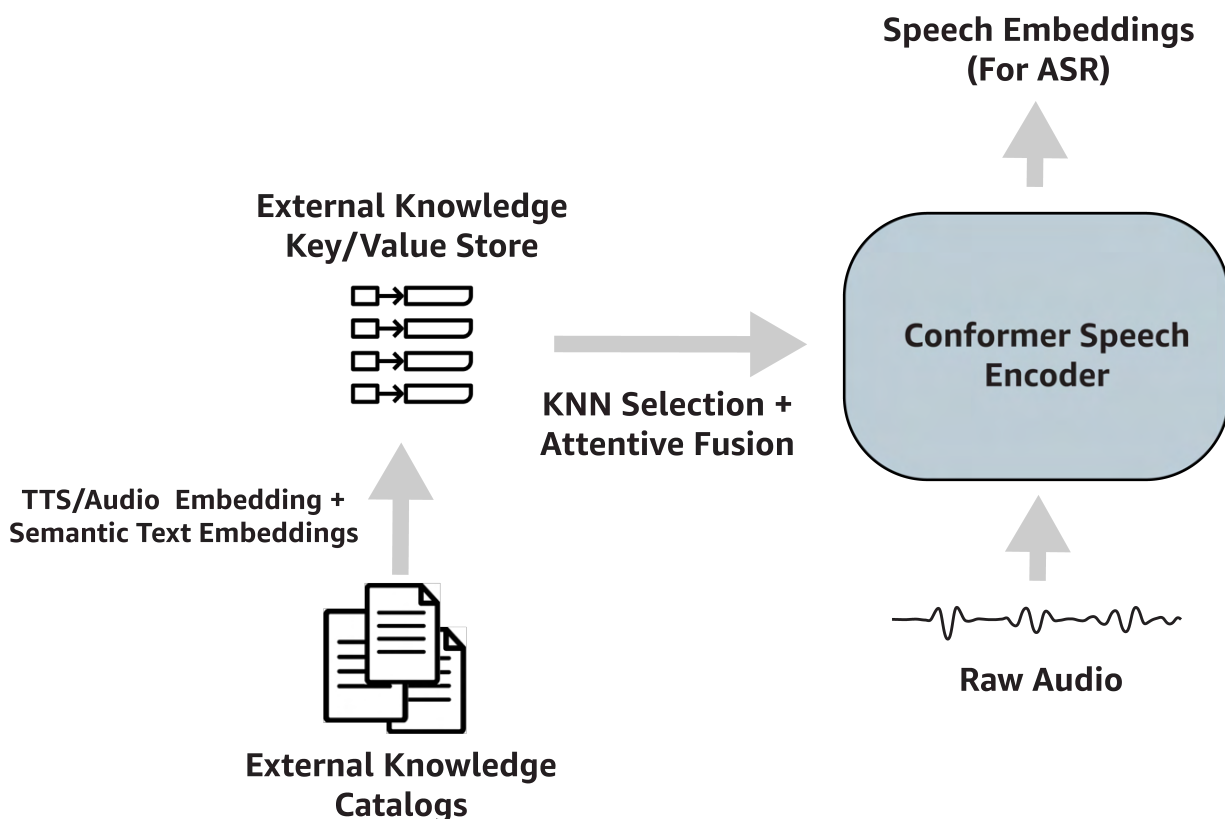 Speech Embeddings
(For ASR)
External Knowledge
Key/Value Store
Conformer Speech
Encoder
KNN Selection +
Attentive Fusion
TTS/Audio Embedding +
Semantic Text Embeddings
Raw Audio
External Knowledge
Catalogs